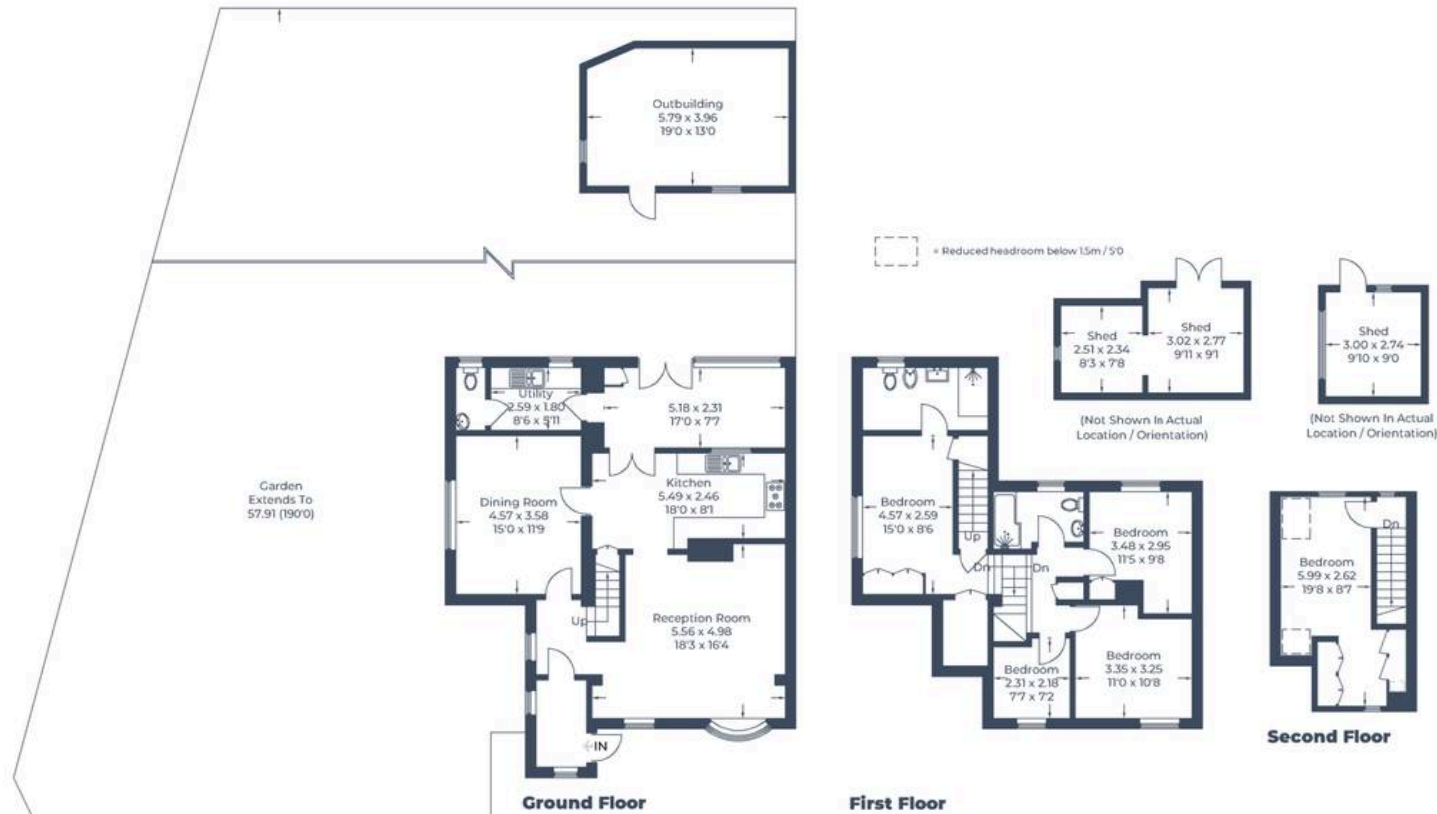 Outbuilding
5.79 x 3.96
19'0 x 13'0
= Reduced headroom below 1.5m / 5'0
Shed
2.51 x 2.34
8'3 x 7'8
Shed
3.02 x 2.77
9'11 x 9'1
(Not Shown In Actual
Location / Orientation)
Shed
3.00 x 2.74
9'10 x 9'0
(Not Shown In Actual
Location / Orientation)
Garden
Extends To
57.91 (190'0)
Utility
2.59 x 1.80
8'6 x 5'11
5.18 x 2.31
17'0 x 7'7
Dining Room
4.57 x 3.58
15'0 x 11'9
Kitchen
5.49 x 2.46
18'0 x 8'1
Up
Reception Room
5.56 x 4.98
18'3 x 16'4
IN
Ground Floor
Bedroom
4.57 x 2.59
15'0 x 8'6
Up
Dn
Dn
Bedroom
3.48 x 2.95
11'5 x 9'8
Bedroom
2.31 x 2.18
7'7 x 7'2
Bedroom
3.35 x 3.25
11'0 x 10'8
First Floor
Dn
Bedroom
5.99 x 2.62
19'8 x 8'7
Second Floor